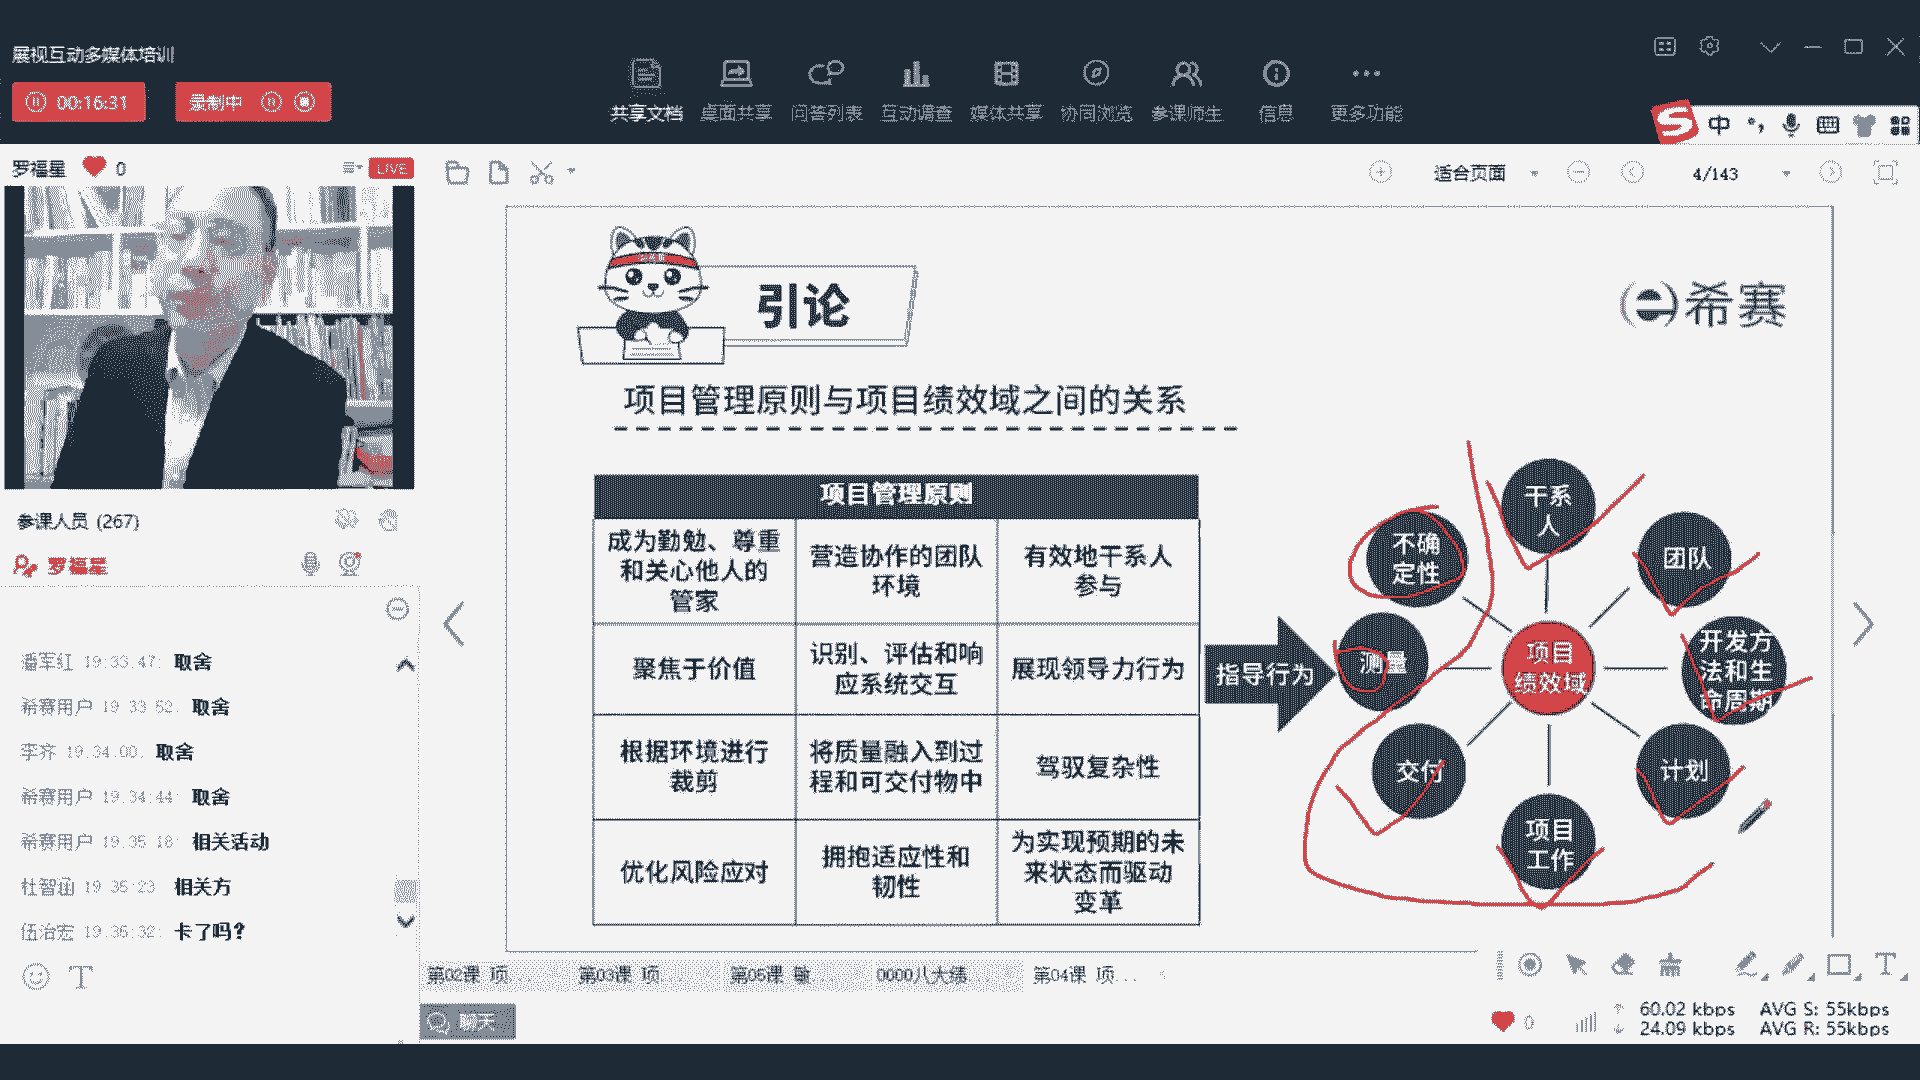 展视互动多媒体培训
00:16:31
录制中
共享文档
桌面共享
问答列表
互动调查
媒体共享
协同浏览
参课师生
信息
更多功能
中
罗福星 0
LIVE
适合页面
4/143
参课人员 (267)
罗福星
潘军红 19:33:47: 取舍
希赛用户 19:33:52: 取舍
李齐 19:34:00: 取舍
希赛用户 19:34:44: 取舍
希赛用户 19:35:18: 相关活动
杜智函 19:35:23 相关方
伍治宏 19:35:32: 卡了吗?
引论
希赛
项目管理原则与项目绩效域之间的关系
项目管理原则
成为勤勉、尊重
和关心他人的
管家
营造协作的团队
环境
有效地干系人
参与
聚焦于价值
识别、评估和响
应系统交互
展现领导力行为
根据环境进行
裁剪
将质量融入到过
程和可交付物中
驾驭复杂性
优化风险应对
拥抱适应性和
韧性
为实现预期的未
来状态而驱动
变革
指导行为
项目
绩效域
干系
人
团队
开发方
法和生
命周期
计划
项目
工作
交付
测量
不确
定性
第02课 项
第03课 项
第05课 敏
0000八大绩
第04课 项...
聊天
0
60.02 kbps AVG S: 55kbps
24.09 kbps AVG R: 55kbps